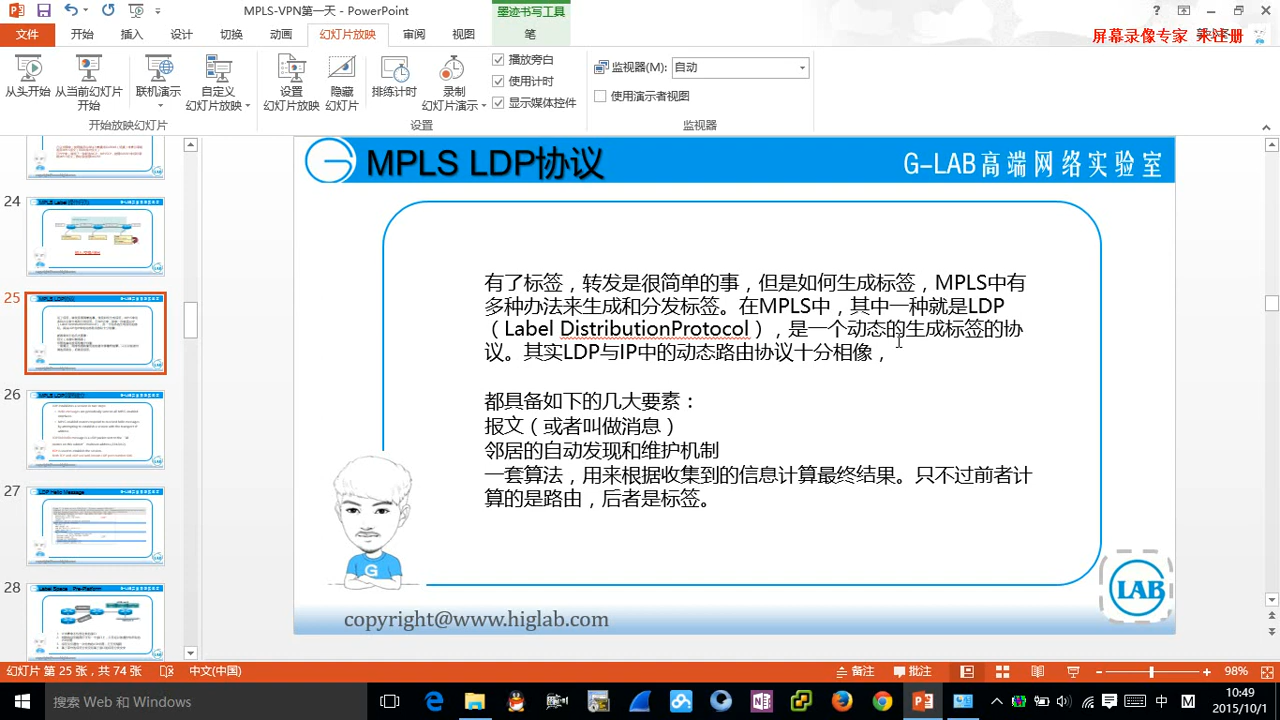 MPLS-VPN第一天 - PowerPoint
墨迹书写工具
文件
开始
插入
设计
切换
动画
幻灯片放映
审阅
视图
笔
屏幕录像专家 未注册
从头开始
从当前幻灯片
开始
联机演示
自定义
幻灯片放映
设置
幻灯片放映
隐藏
幻灯片
排练计时
录制
幻灯片演示
播放旁白
使用计时
显示媒体控件
监视器(M):
自动
使用演示者视图
开始放映幻灯片
设置
监视器
24
25
26
27
28
MPLS LDP协议
G-LAB高端网络实验室
有了标签，转发是很简单的事，但是如何生成标签，MPLS中有
多种办法来生成和分发标签。在MPLS中，其中一种就是LDP
（Label DistributionProtocol ） 是一个动态的生成标签的协
议。其实LDP与IP中的动态路由协议十分相像，
都具备如下的几大要素：
报文（或者叫做消息）
邻居的自动发现和维护机制
一套算法，用来根据收集到的信息计算最终结果。只不过前者计
算的是路由，后者是标签。
G
LAB
copyright@www.higlab.com
幻灯片 第 25 张，共 74 张
中文(中国)
备注
批注
98%
搜索 Web 和 Windows
中
M
10:49
2015/10/1